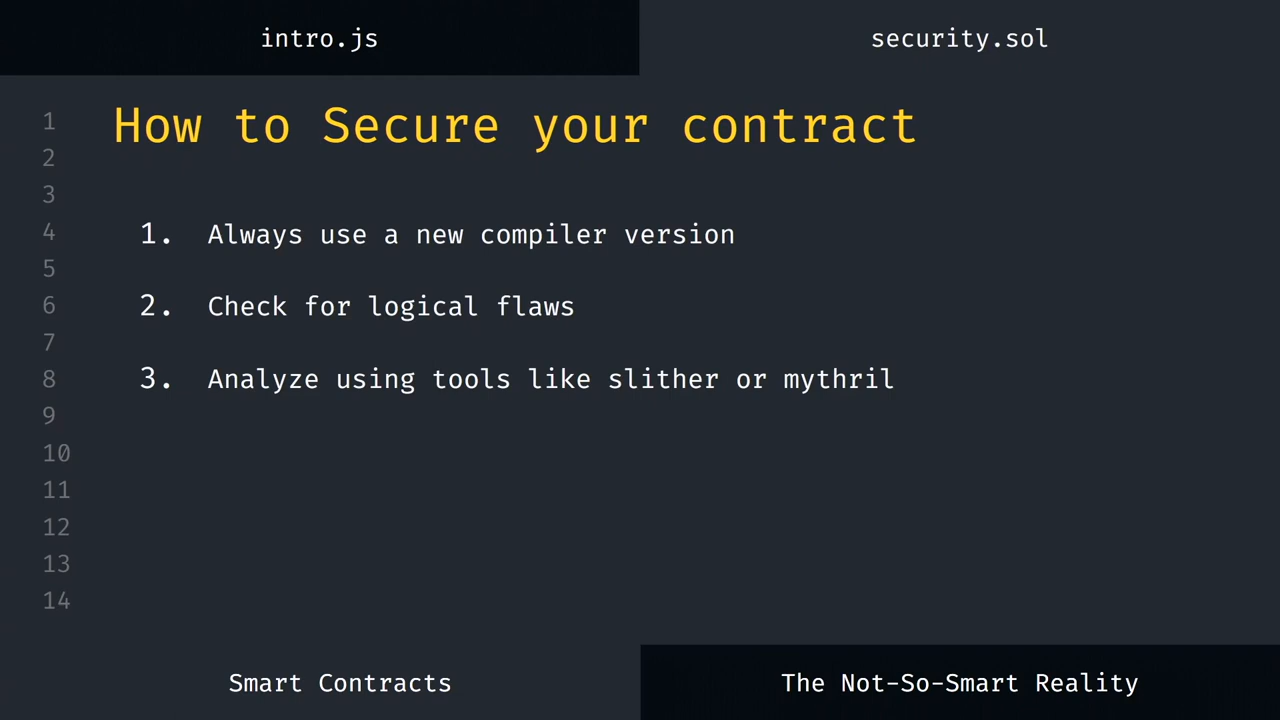 intro.js
security.sol
1
How to Secure your contract
2
3
4
1. Always use a new compiler version
5
6
2. Check for logical flaws
7
8
3. Analyze using tools like slither or mythril
9
10
11
12
13
14
Smart Contracts
The Not-So-Smart Reality